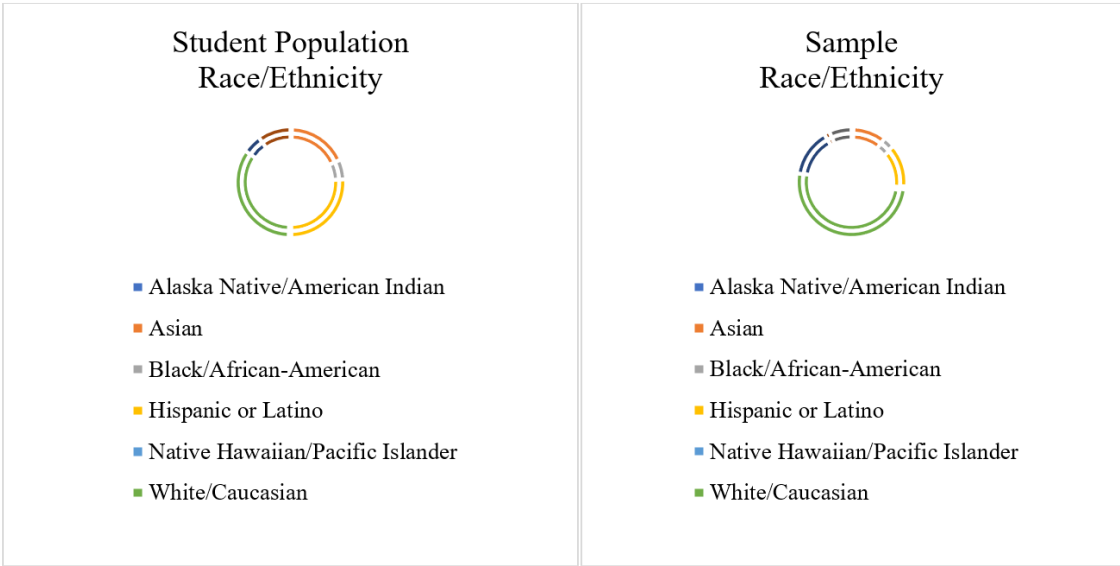 Student Population
Race/Ethnicity
Alaska Native/American Indian
Asian
Black/African-American
Hispanic or Latino
Native Hawaiian/Pacific Islander
White/Caucasian
Sample
Race/Ethnicity
Alaska Native/American Indian
Asian
Black/African-American
Hispanic or Latino
Native Hawaiian/Pacific Islander
White/Caucasian